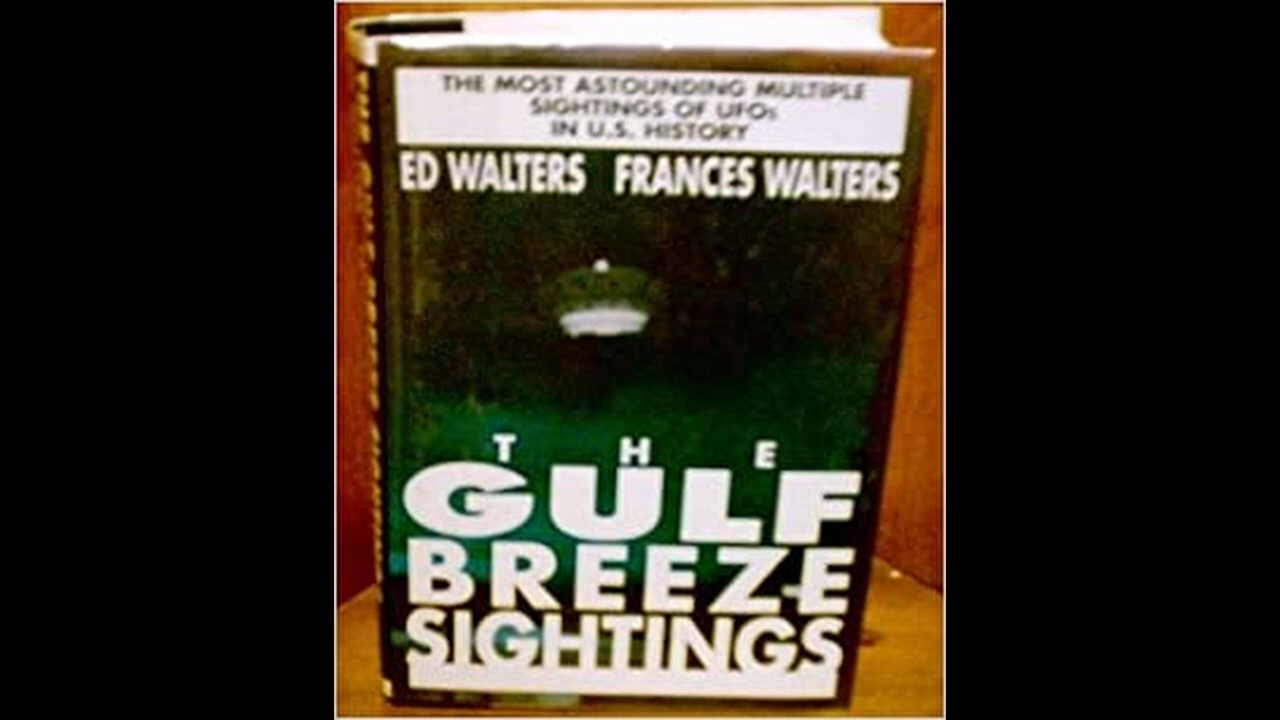 THE MOST ASTOUNDING MULTIPLE
SIGHTINGS OF UFOs
IN U.S. HISTORY
ED WALTERS FRANCES WALTERS
THE
GULF
BREEZE
SIGHTINGS